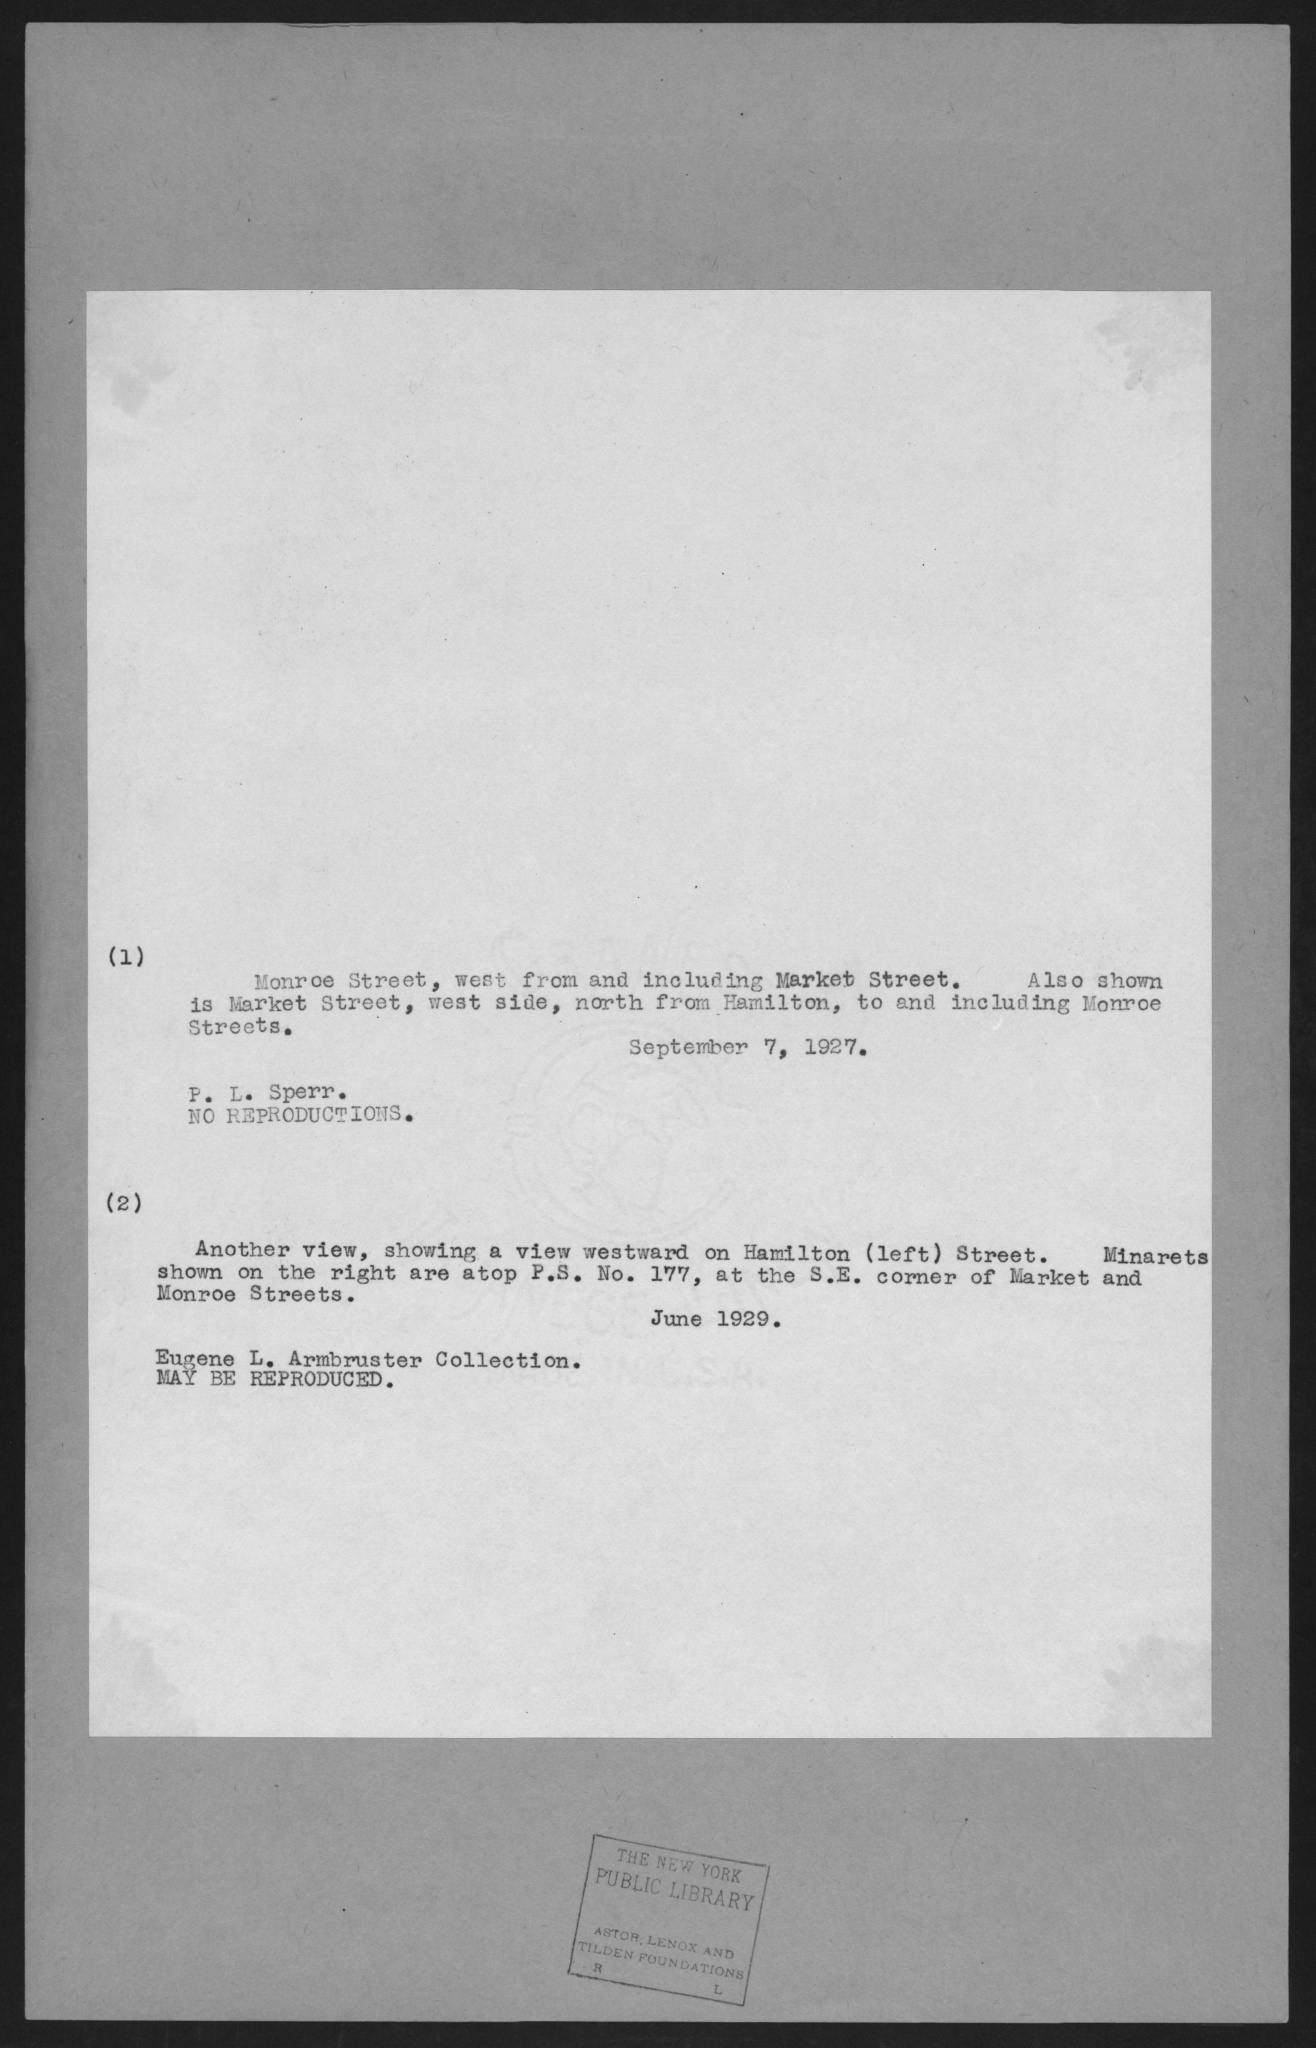 (1)
Monroe Street, west from and including Market Street. Also shown
is Market Street, west side, north from Hamilton, to and including Monroe
Streets.
September 7, 1927.
P. L. Sperr.
NO REPRODUCTIONS.
(2)
Another view, showing a view westward on Hamilton (left) Street. Minarets
shown on the right are atop P.S. No. 177, at the S.E. corner of Market and
Monroe Streets.
June 1929.
Eugene L. Armbruster Collection.
MAY BE REPRODUCED.
THE NEW YORK
PUBLIC LIBRARY
ASTOR, LENOX AND
TILDEN FOUNDATIONS
R L